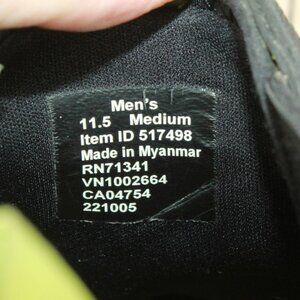 Men's
11.5 Medium
Item ID 517498
Made in Myanmar
RN71341
VN1002664
CA04754
221005